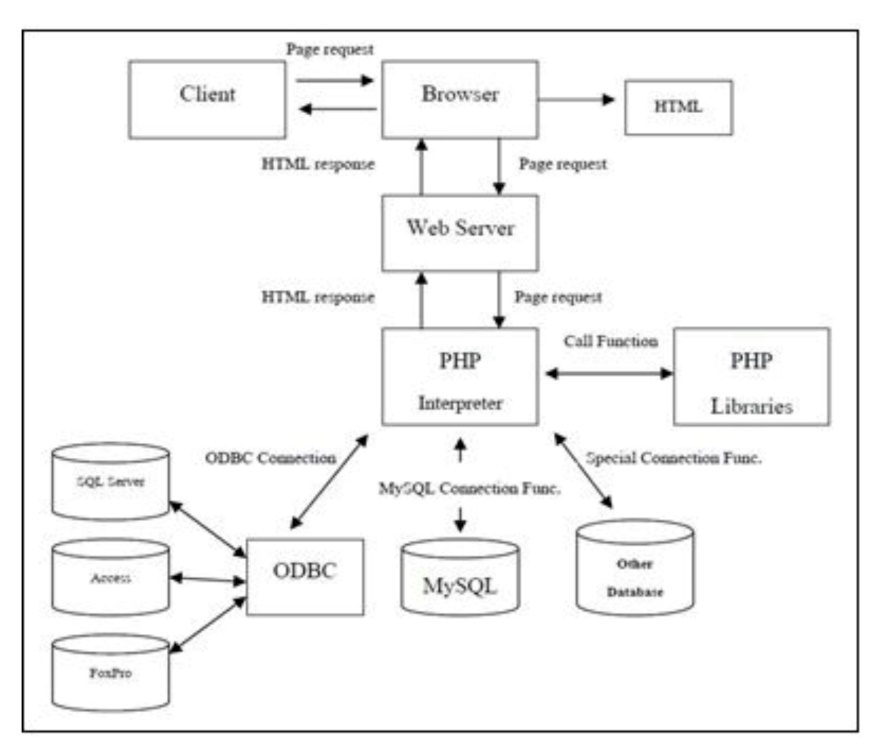 Page request
Client
Browser
HTML
HTML response
Page request
Web Server
HTML response
Page request
PHP
Interpreter
Call Function
PHP
Libraries
ODBC Connection
Special Connection Func.
MySQL Connection Func.
SQL Server
Access
FoxPro
ODBC
MySQL
Other
Database